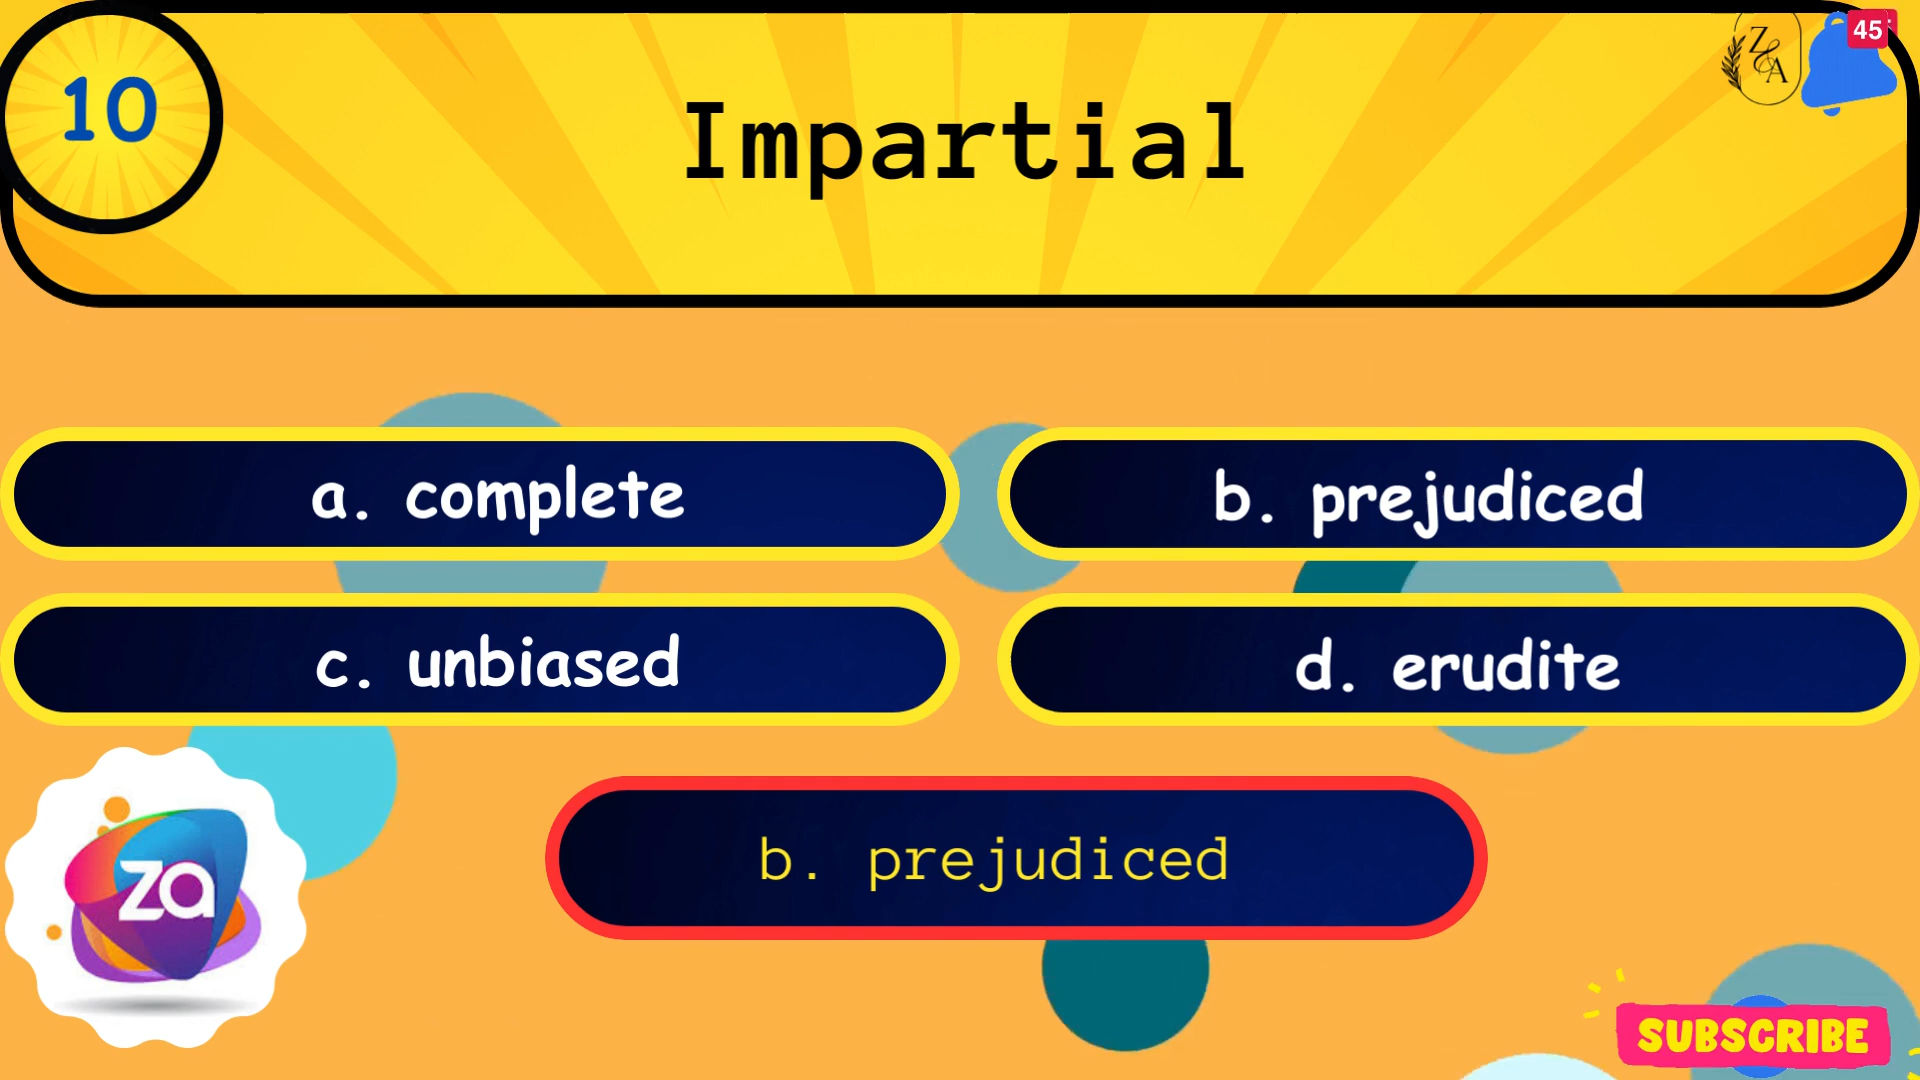 10
Impartial
Z&A
45
a. complete
b. prejudiced
c. unbiased
d. erudite
za
b. prejudiced
SUBSCRIBE